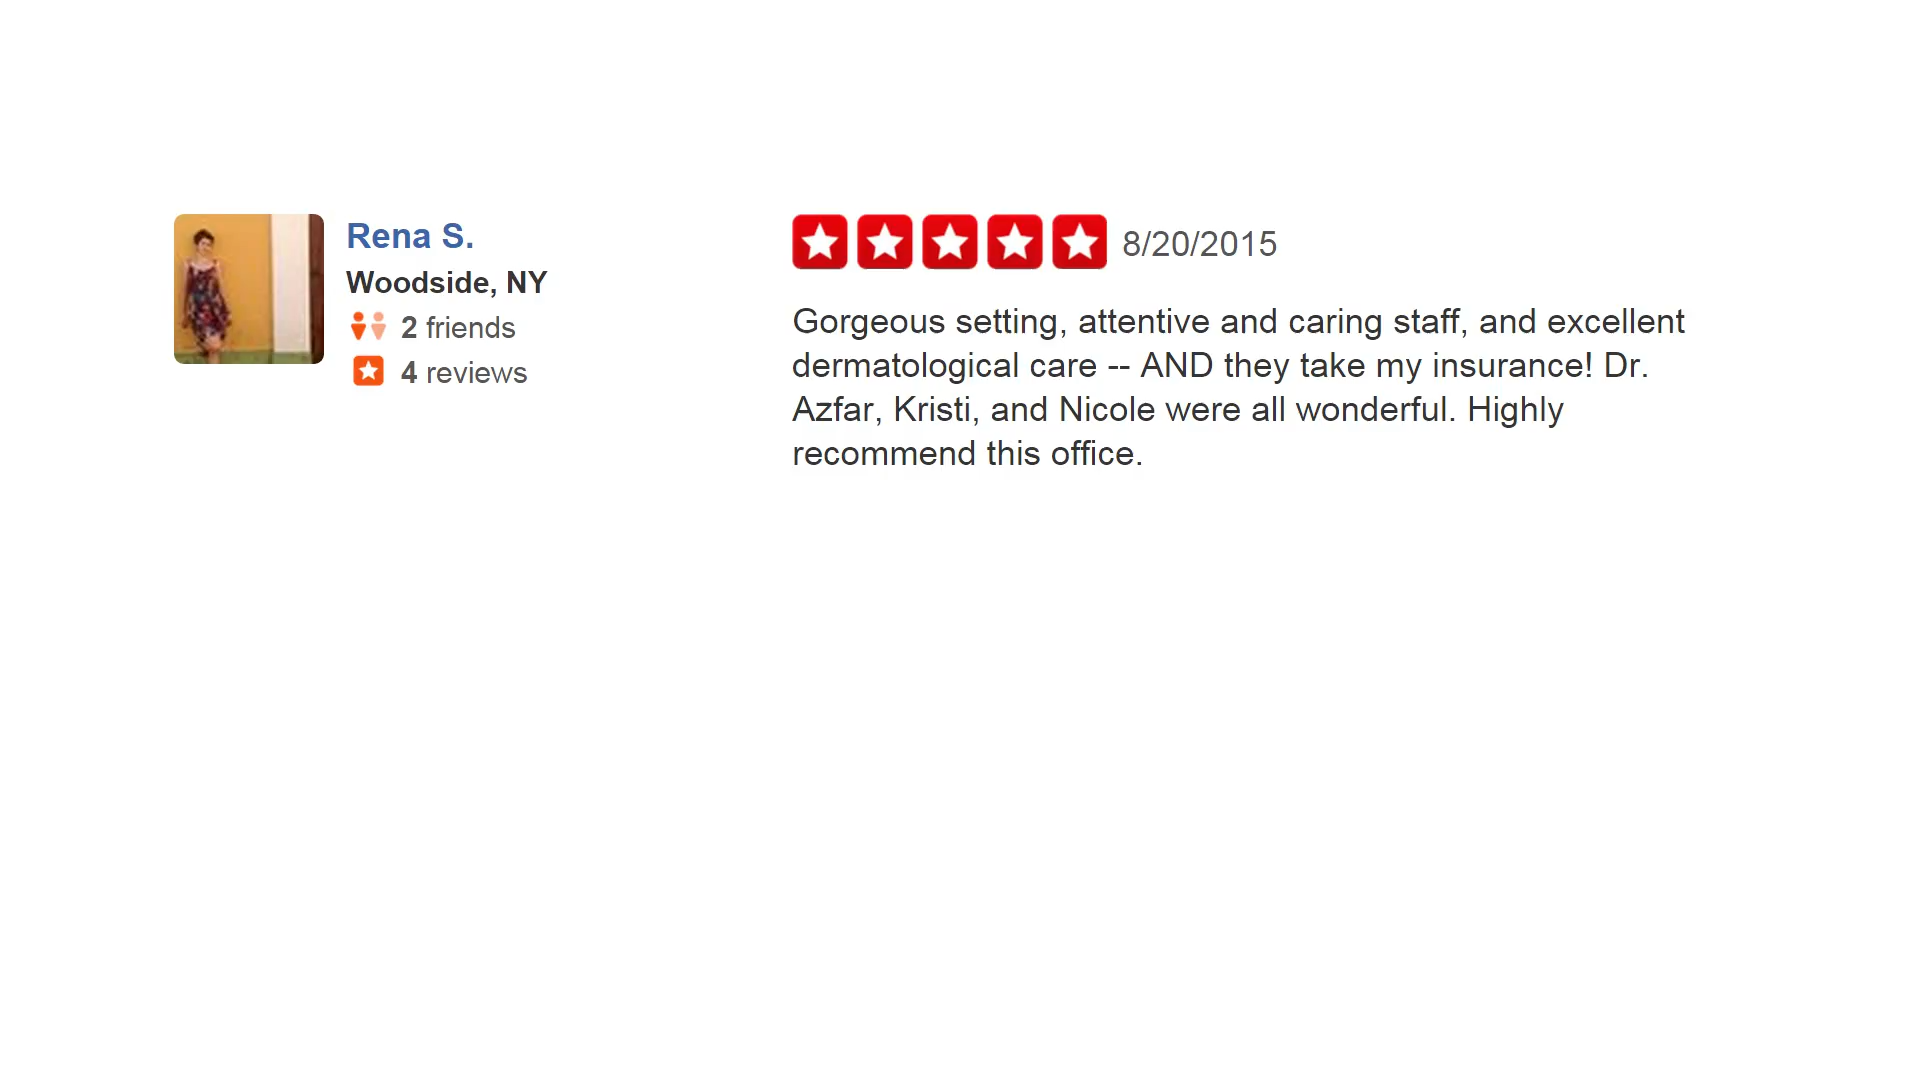 Rena S.
Woodside, NY
2 friends
4 reviews
8/20/2015
Gorgeous setting, attentive and caring staff, and excellent
dermatological care -- AND they take my insurance! Dr.
Azfar, Kristi, and Nicole were all wonderful. Highly
recommend this office.